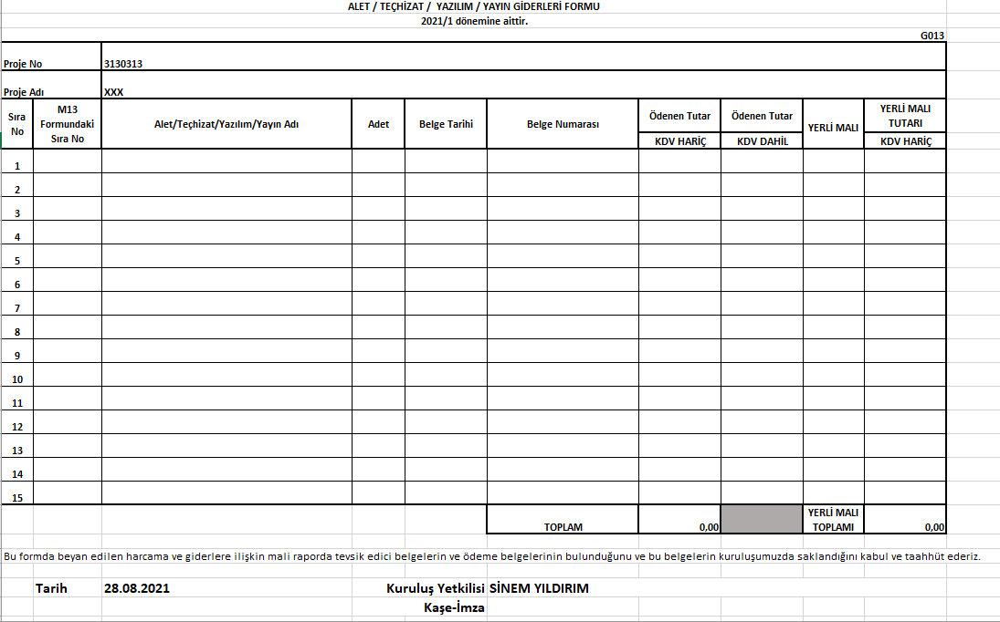 ALET / TEÇHİZAT /  YAZILIM / YAYIN GİDERLERİ FORMU
2021/1 dönemine aittir.
G013
Proje No 3130313
Proje Adı XXX
Sıra No
M13 Formundaki Sıra No
Alet/Teçhizat/Yazılım/Yayın Adı
Adet
Belge Tarihi
Belge Numarası
Ödenen Tutar
KDV HARİÇ
Ödenen Tutar
KDV DAHİL
YERLİ MALI
YERLİ MALI TUTARI
KDV HARİÇ
1
2
3
4
5
6
7
8
9
10
11
12
13
14
15
TOPLAM 0,00 YERLİ MALI TOPLAMI 0,00
Bu formda beyan edilen harcama ve giderlere ilişkin mali raporda tevsik edici belgelerin ve ödeme belgelerinin bulunduğunu ve bu belgelerin kuruluşumuzda saklandığını kabul ve taahhüt ederiz.
Tarih 28.08.2021 Kuruluş Yetkilisi SİNEM YILDIRIM
Kaşe-İmza